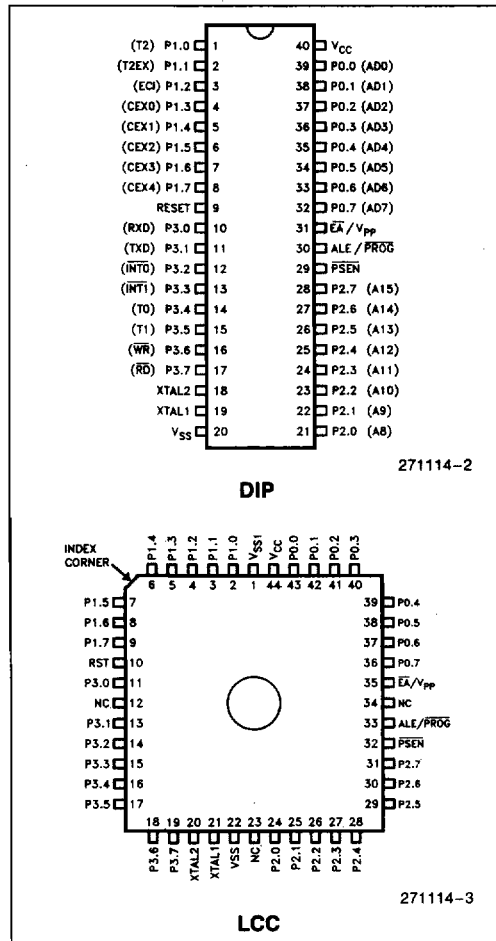 (T2) P1.0 1 40 VCC
(T2EX) P1.1 2 39 P0.0 (AD0)
(ECI) P1.2 3 38 P0.1 (AD1)
(CEX0) P1.3 4 37 P0.2 (AD2)
(CEX1) P1.4 5 36 P0.3 (AD3)
(CEX2) P1.5 6 35 P0.4 (AD4)
(CEX3) P1.6 7 34 P0.5 (AD5)
(CEX4) P1.7 8 33 P0.6 (AD6)
RESET 9 32 P0.7 (AD7)
(RXD) P3.0 10 31 E̅A̅/VPP
(TXD) P3.1 11 30 ALE/P̅R̅O̅G̅
(I̅N̅T̅0̅) P3.2 12 29 P̅S̅E̅N̅
(I̅N̅T̅1̅) P3.3 13 28 P2.7 (A15)
(T0) P3.4 14 27 P2.6 (A14)
(T1) P3.5 15 26 P2.5 (A13)
(W̅R̅) P3.6 16 25 P2.4 (A12)
(R̅D̅) P3.7 17 24 P2.3 (A11)
XTAL2 18 23 P2.2 (A10)
XTAL1 19 22 P2.1 (A9)
VSS 20 21 P2.0 (A8)
271114-2
DIP
INDEX
CORNER
P1.4 P1.3 P1.2 P1.1 P1.0 VSS1 VCC P0.0 P0.1 P0.2 P0.3
6 5 4 3 2 1 44 43 42 41 40
P1.5 7 39 P0.4
P1.6 8 38 P0.5
P1.7 9 37 P0.6
RST 10 36 P0.7
P3.0 11 35 E̅A̅/VPP
NC 12 34 NC
P3.1 13 33 ALE/P̅R̅O̅G̅
P3.2 14 32 P̅S̅E̅N̅
P3.3 15 31 P2.7
P3.4 16 30 P2.6
P3.5 17 29 P2.5
18 19 20 21 22 23 24 25 26 27 28
P3.6 P3.7 XTAL2 XTAL1 VSS NC P2.0 P2.1 P2.2 P2.3 P2.4
271114-3
LCC